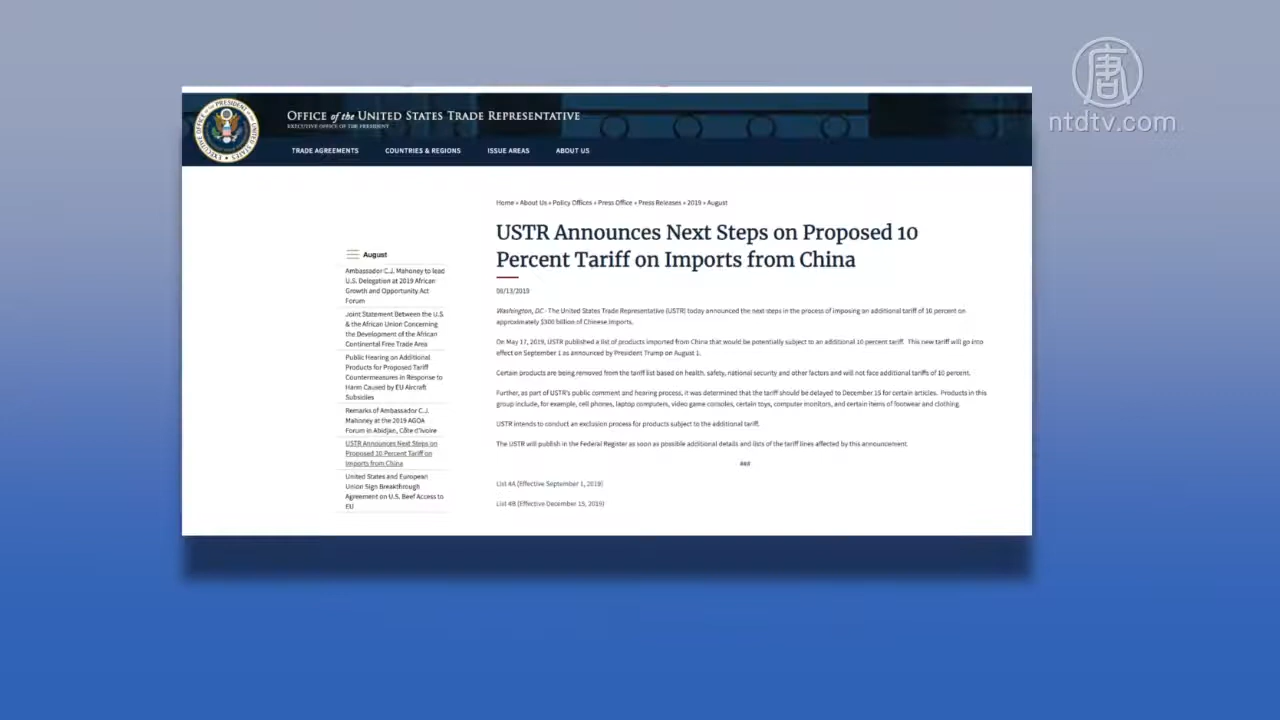 唐
ntdtv.com
OFFICE of the UNITED STATES TRADE REPRESENTATIVE
EXECUTIVE OFFICE OF THE PRESIDENT
TRADE AGREEMENTS COUNTRIES & REGIONS ISSUE AREAS ABOUT US
Home » About Us » Policy Offices » Press Office » Press Releases » 2019 » August
USTR Announces Next Steps on Proposed 10
Percent Tariff on Imports from China
08/13/2019
Washington, DC - The United States Trade Representative (USTR) today announced the next steps in the process of imposing an additional tariff of 10 percent on
approximately $300 billion of Chinese imports.
On May 17, 2019, USTR published a list of products imported from China that would be potentially subject to an additional 10 percent tariff. This new tariff will go into
effect on September 1 as announced by President Trump on August 1.
Certain products are being removed from the tariff list based on health, safety, national security and other factors and will not face additional tariffs of 10 percent.
Further, as part of USTR's public comment and hearing process, it was determined that the tariff should be delayed to December 15 for certain articles. Products in this
group include, for example, cell phones, laptop computers, video game consoles, certain toys, computer monitors, and certain items of footwear and clothing.
USTR intends to conduct an exclusion process for products subject to the additional tariff.
The USTR will publish in the Federal Register as soon as possible additional details and lists of the tariff lines affected by this announcement.
###
List 4A (Effective September 1, 2019)
List 4B (Effective December 15, 2019)
August
Ambassador C.J. Mahoney to lead
U.S. Delegation at 2019 African
Growth and Opportunity Act
Forum
Joint Statement Between the U.S.
& the African Union Concerning
the Development of the African
Continental Free Trade Area
Public Hearing on Additional
Products for Proposed Tariff
Countermeasures in Response to
Harm Caused by EU Aircraft
Subsidies
Remarks of Ambassador C.J.
Mahoney at the 2019 AGOA
Forum in Abidjan, Côte d'Ivoire
USTR Announces Next Steps on
Proposed 10 Percent Tariff on
Imports from China
United States and European
Union Sign Breakthrough
Agreement on U.S. Beef Access to
EU